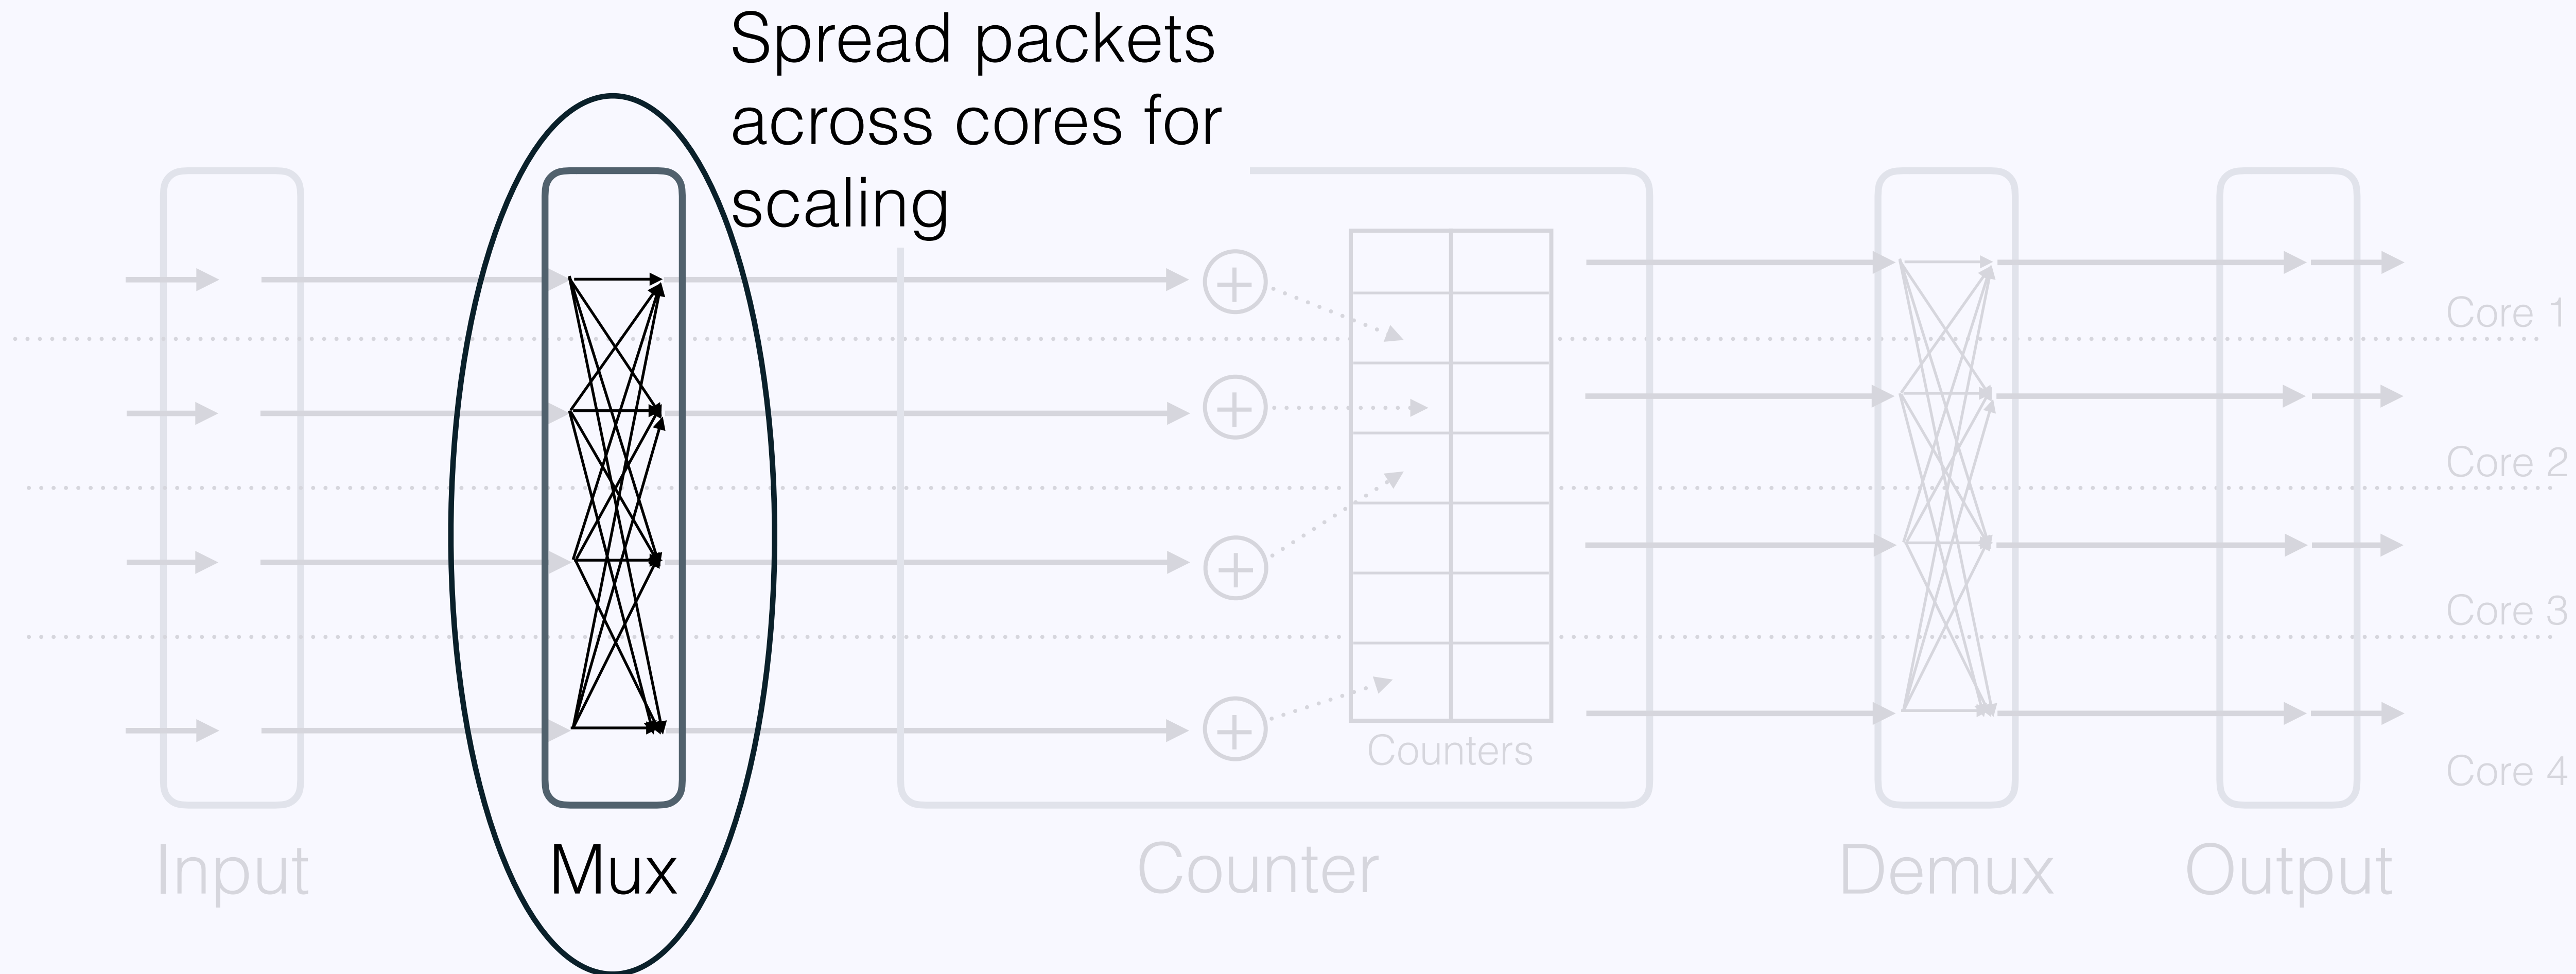 Spread packets
across cores for
scaling
Core 1
Core 2
Core 3
Counters
Core 4
Input
Mux
Counter
Demux
Output